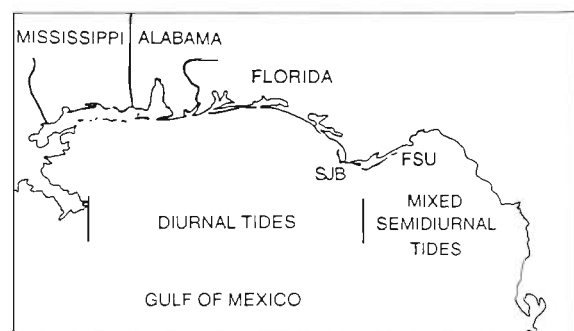 MISSISSIPPI ALABAMA
FLORIDA
SJB
FSU
DIURNAL TIDES
MIXED
SEMIDIURNAL
TIDES
GULF OF MEXICO